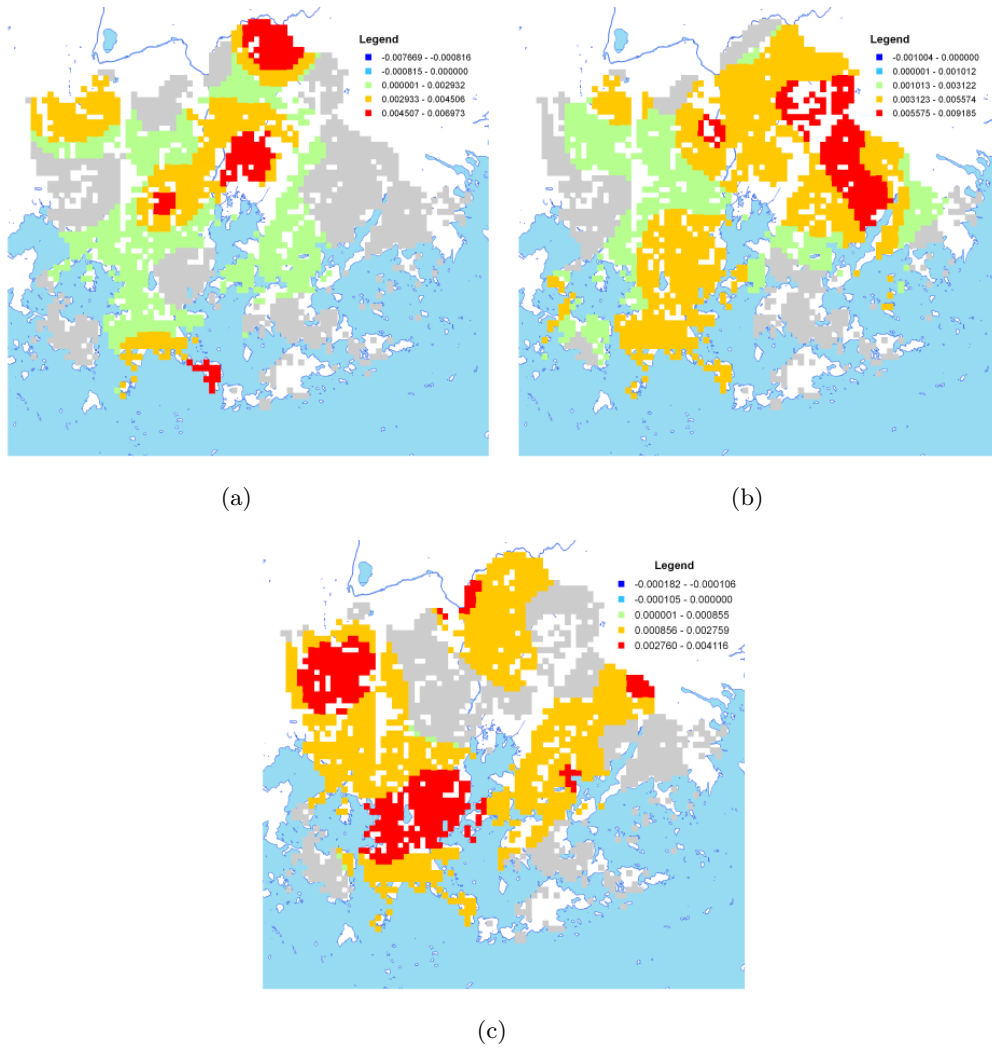 Legend
-0.007669 - -0.000816
-0.000815 - 0.000000
0.000001 - 0.002932
0.002933 - 0.004506
0.004507 - 0.006973
Legend
-0.001004 - 0.000000
0.000001 - 0.001012
0.001013 - 0.003122
0.003123 - 0.005574
0.005575 - 0.009185
(a)
(b)
Legend
-0.000182 - -0.000106
-0.000105 - 0.000000
0.000001 - 0.000855
0.000856 - 0.002759
0.002760 - 0.004116
(c)